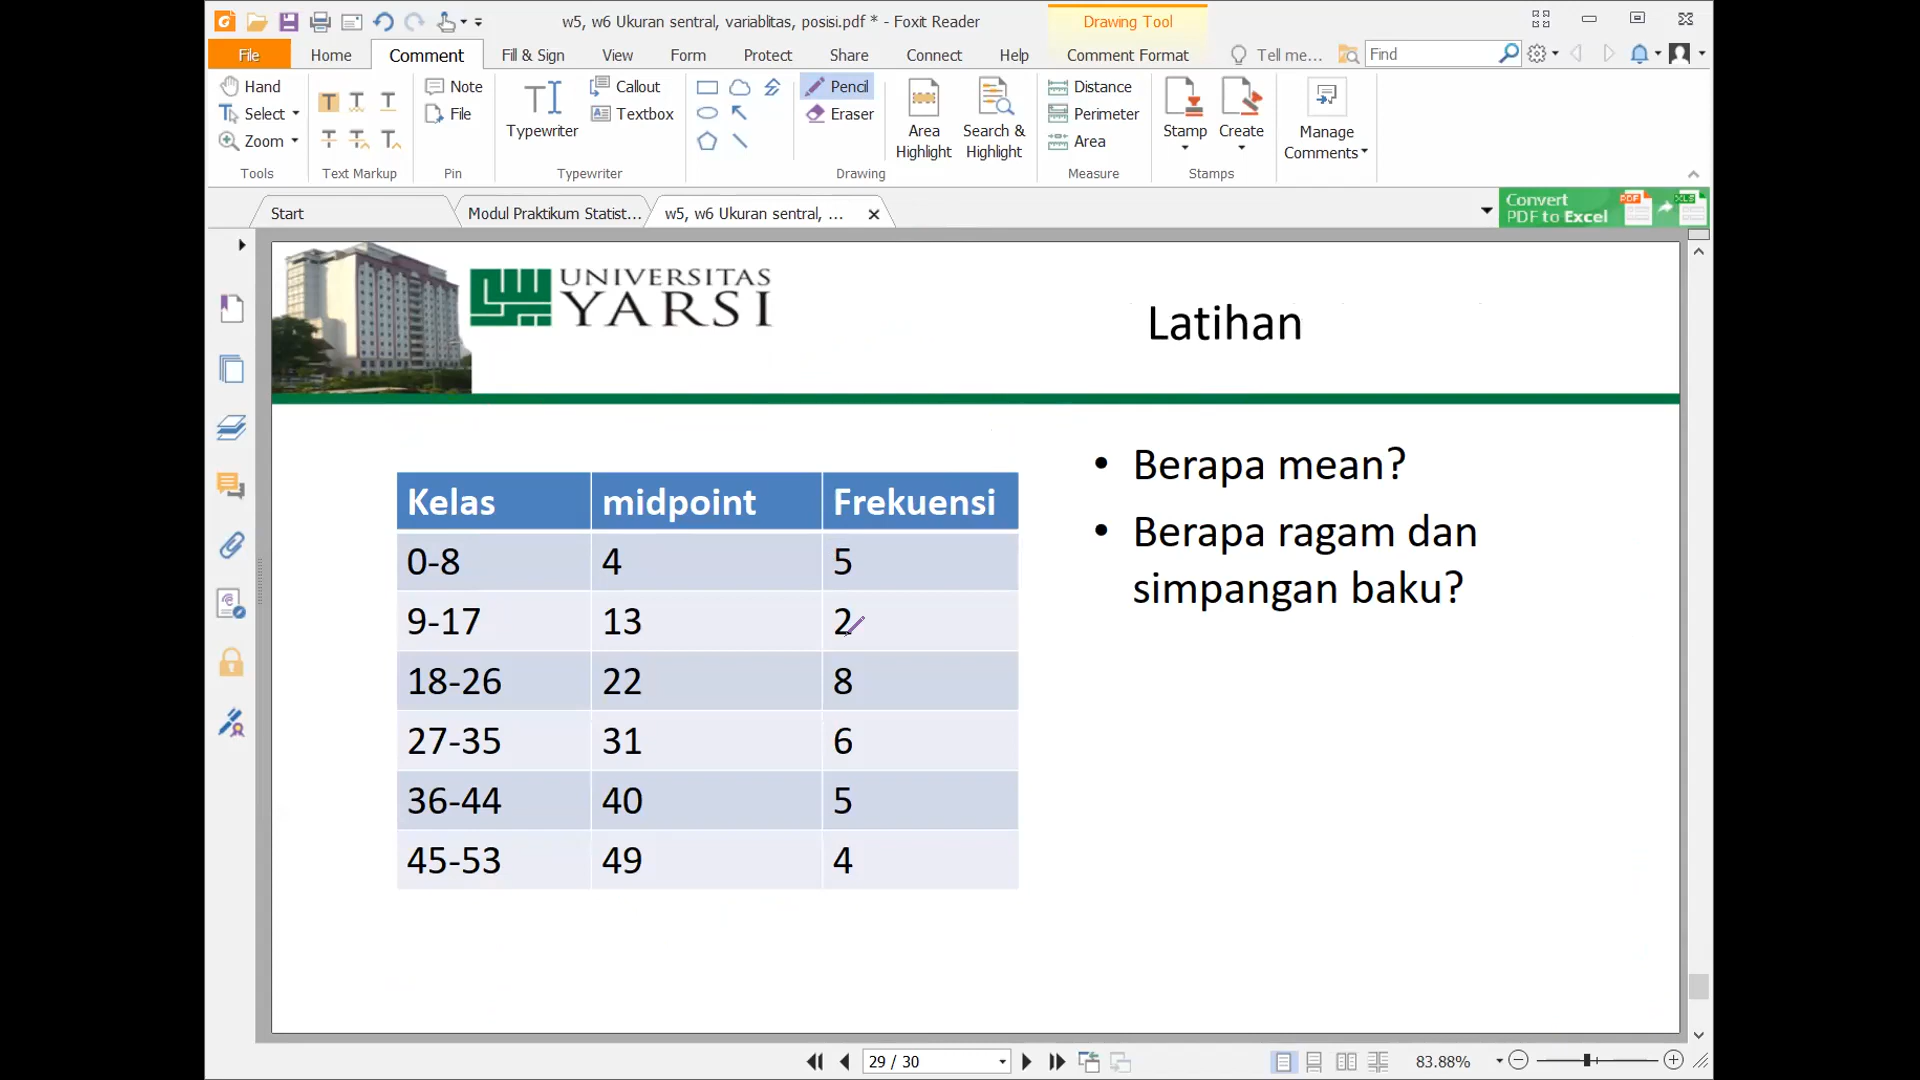 w5, w6 Ukuran sentral, variablitas, posisi.pdf * - Foxit Reader
Drawing Tool
File Home Comment Fill & Sign View Form Protect Share Connect Help Comment Format Tell me... Find
Hand
Select
Zoom
Tools
Text Markup
Note
File
Pin
Typewriter
Callout
Textbox
Typewriter
Pencil
Eraser
Drawing
Area
Highlight
Search &
Highlight
Distance
Perimeter
Area
Measure
Stamp
Create
Stamps
Manage
Comments
Start
Modul Praktikum Statist...
w5, w6 Ukuran sentral, ...
Convert
PDF to Excel
PDF
XLS
UNIVERSITAS
YARSI
Latihan
Kelas midpoint Frekuensi
0-8 4 5
9-17 13 2
18-26 22 8
27-35 31 6
36-44 40 5
45-53 49 4
• Berapa mean?
• Berapa ragam dan
simpangan baku?
29 / 30
83.88%